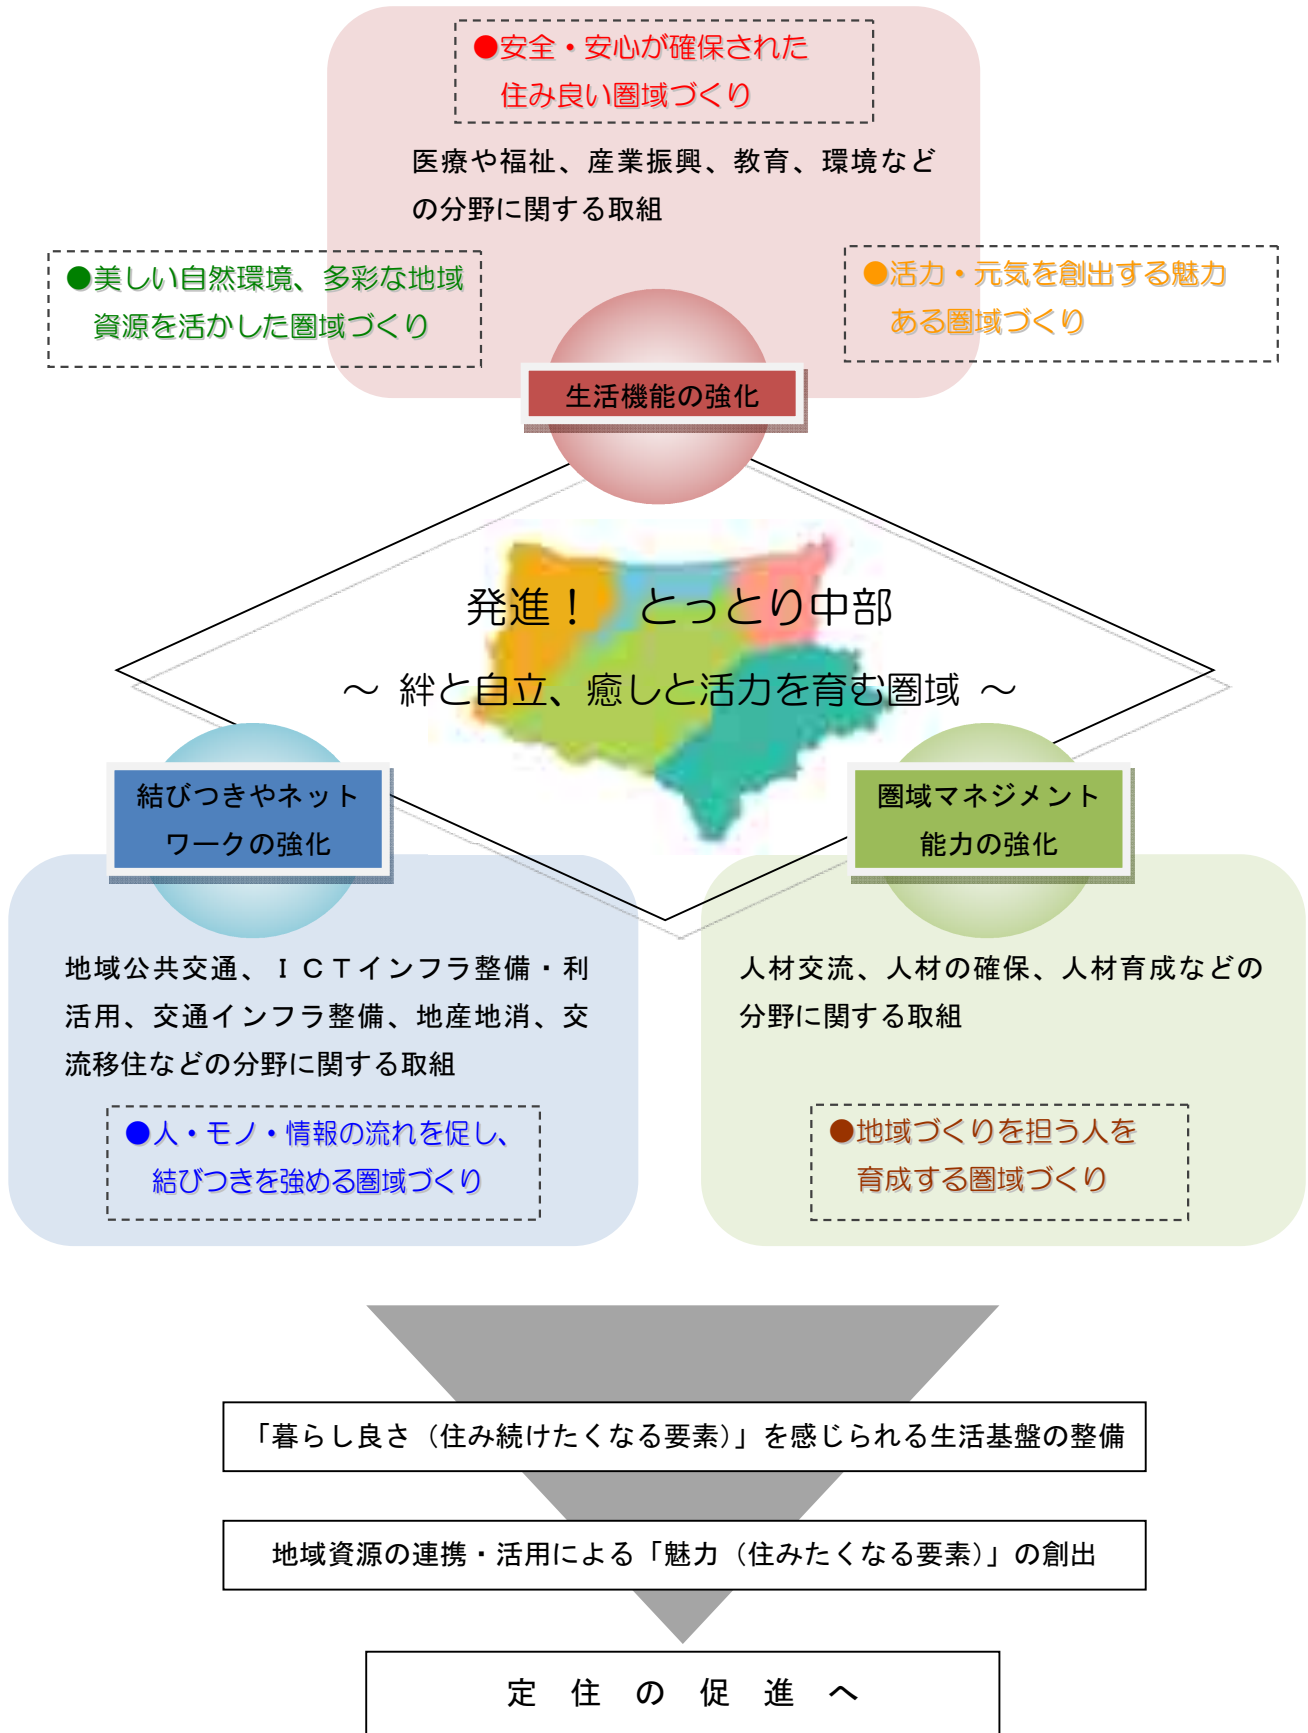 ●安全・安心が確保された
住み良い圏域づくり
医療や福祉、産業振興、教育、環境など
の分野に関する取組
●美しい自然環境、多彩な地域
資源を活かした圏域づくり
●活力・元気を創出する魅力
ある圏域づくり
生活機能の強化
発進！　とっとり中部
～ 絆と自立、癒しと活力を育む圏域 ～
結びつきやネット
ワークの強化
圏域マネジメント
能力の強化
地域公共交通、ＩＣＴインフラ整備・利
活用、交通インフラ整備、地産地消、交
流移住などの分野に関する取組
●人・モノ・情報の流れを促し、
結びつきを強める圏域づくり
人材交流、人材の確保、人材育成などの
分野に関する取組
●地域づくりを担う人を
育成する圏域づくり
「暮らし良さ（住み続けたくなる要素）」を感じられる生活基盤の整備
地域資源の連携・活用による「魅力（住みたくなる要素）」の創出
定　住　の　促　進　へ